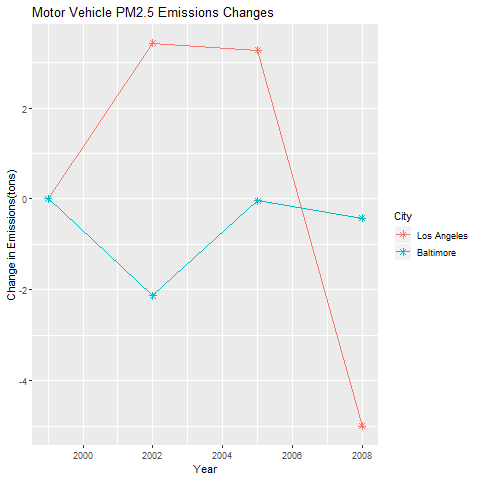 Motor Vehicle PM2.5 Emissions Changes
Change in Emissions(tons)
2
0
-2
-4
2000
2002
2004
2006
2008
Year
City
Los Angeles
Baltimore